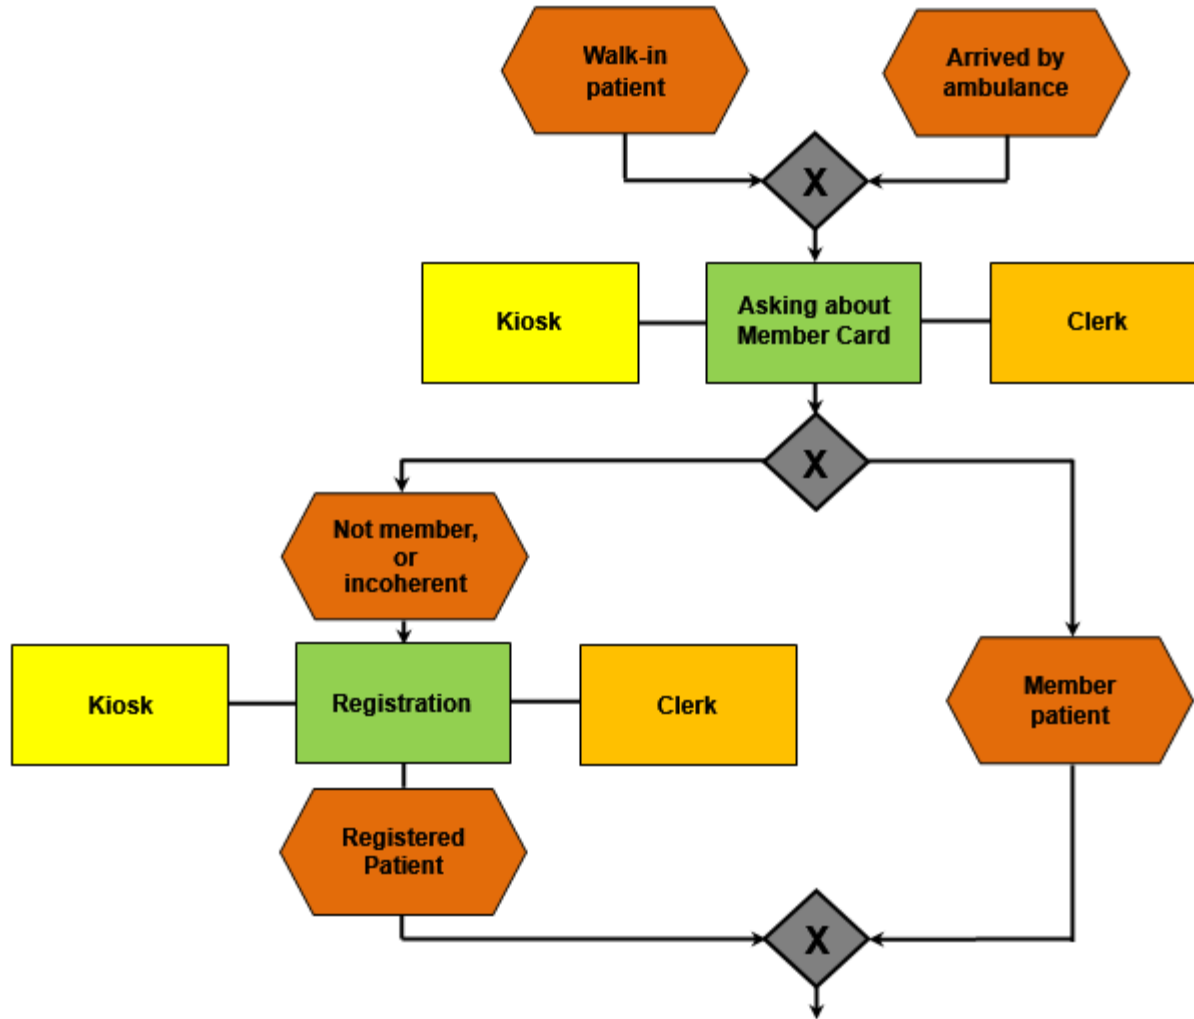 Walk-in
patient
Arrived by
ambulance
X
Kiosk
Asking about
Member Card
Clerk
X
Not member,
or
incoherent
Kiosk
Registration
Clerk
Member
patient
Registered
Patient
X